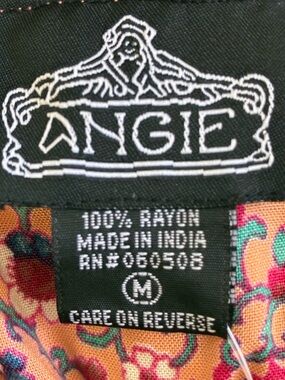 ANGIE
100% RAYON
MADE IN INDIA
RN#060508
M
CARE ON REVERSE